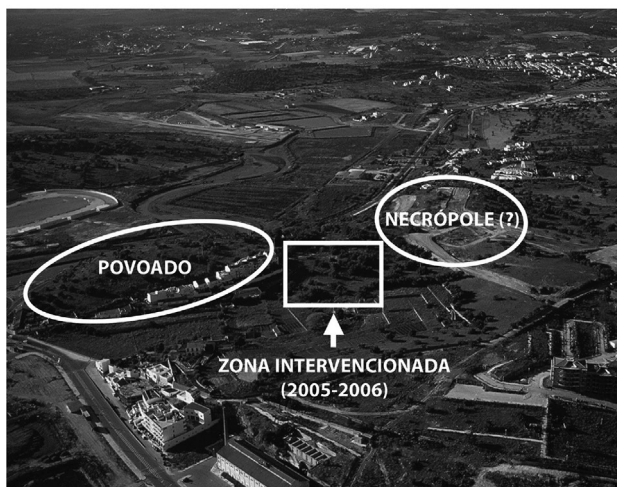 NECRÓPOLE (?)
POVOADO
ZONA INTERVENCIONADA
(2005-2006)